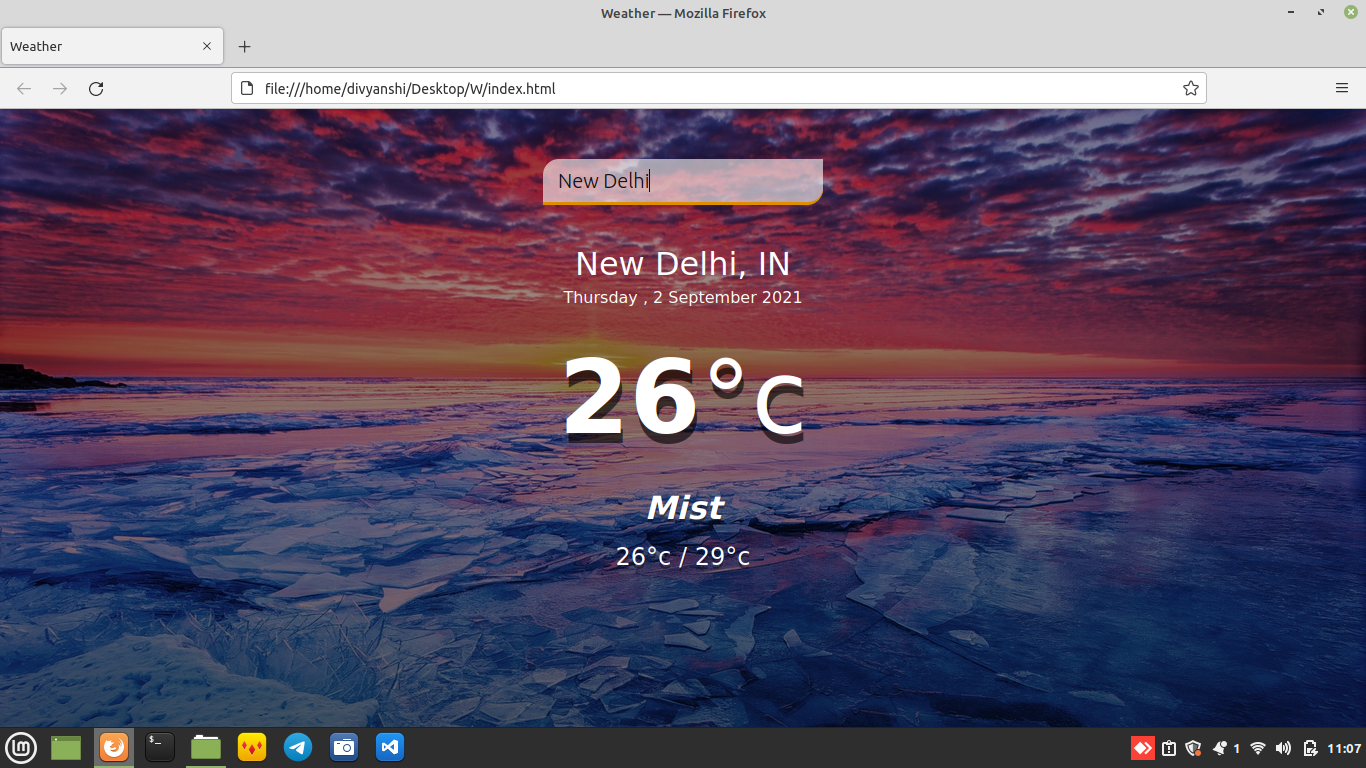 Weather — Mozilla Firefox
Weather
file:///home/divyanshi/Desktop/W/index.html
New Delhi
New Delhi, IN
Thursday , 2 September 2021
26°c
Mist
26°c / 29°c
$_
1
11:07